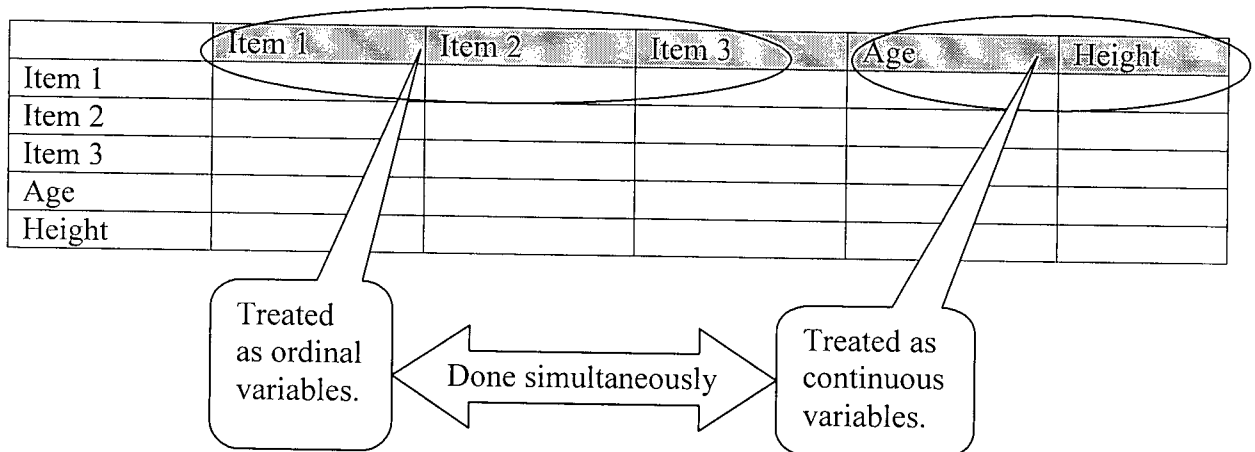 Item 1 Item 2 Item 3 Age Height
Item 1
Item 2
Item 3
Age
Height
Treated
as ordinal
variables.
Done simultaneously
Treated as
continuous
variables.